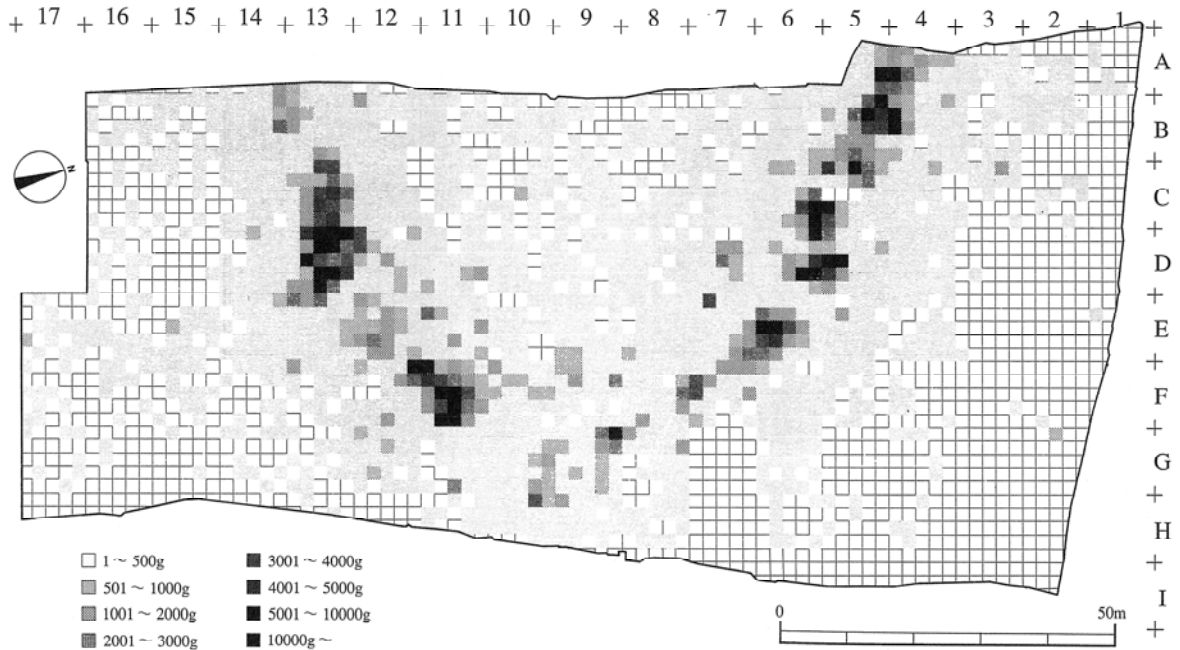 17 16 15 14 13 12 11 10 9 8 7 6 5 4 3 2 1
A
B
N
C
D
E
F
G
H
I
1 ~ 500g
501 ~ 1000g
1001 ~ 2000g
2001 ~ 3000g
3001 ~ 4000g
4001 ~ 5000g
5001 ~ 10000g
10000g ~
0 50m